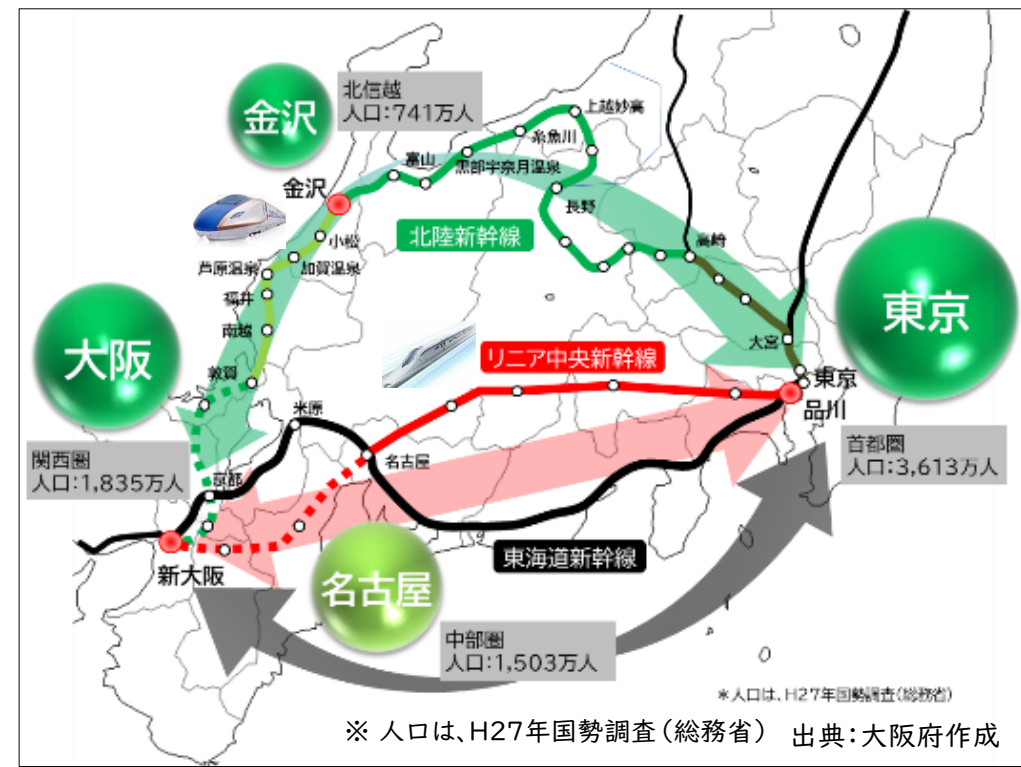 金沢
北信越
人口:741万人
上越妙高
糸魚川
富山
黒部宇奈月温泉
金沢
長野
北陸新幹線
小松
高崎
芦原温泉
加賀温泉
福井
東京
南越
大阪
大宮
リニア中央新幹線
敦賀
東京
米原
品川
関西圏
人口:1,835万人
名古屋
首都圏
人口:3,613万人
京都
東海道新幹線
新大阪
名古屋
中部圏
人口:1,503万人
*人口は、H27年国勢調査(総務省)
※ 人口は、H27年国勢調査(総務省) 出典:大阪府作成